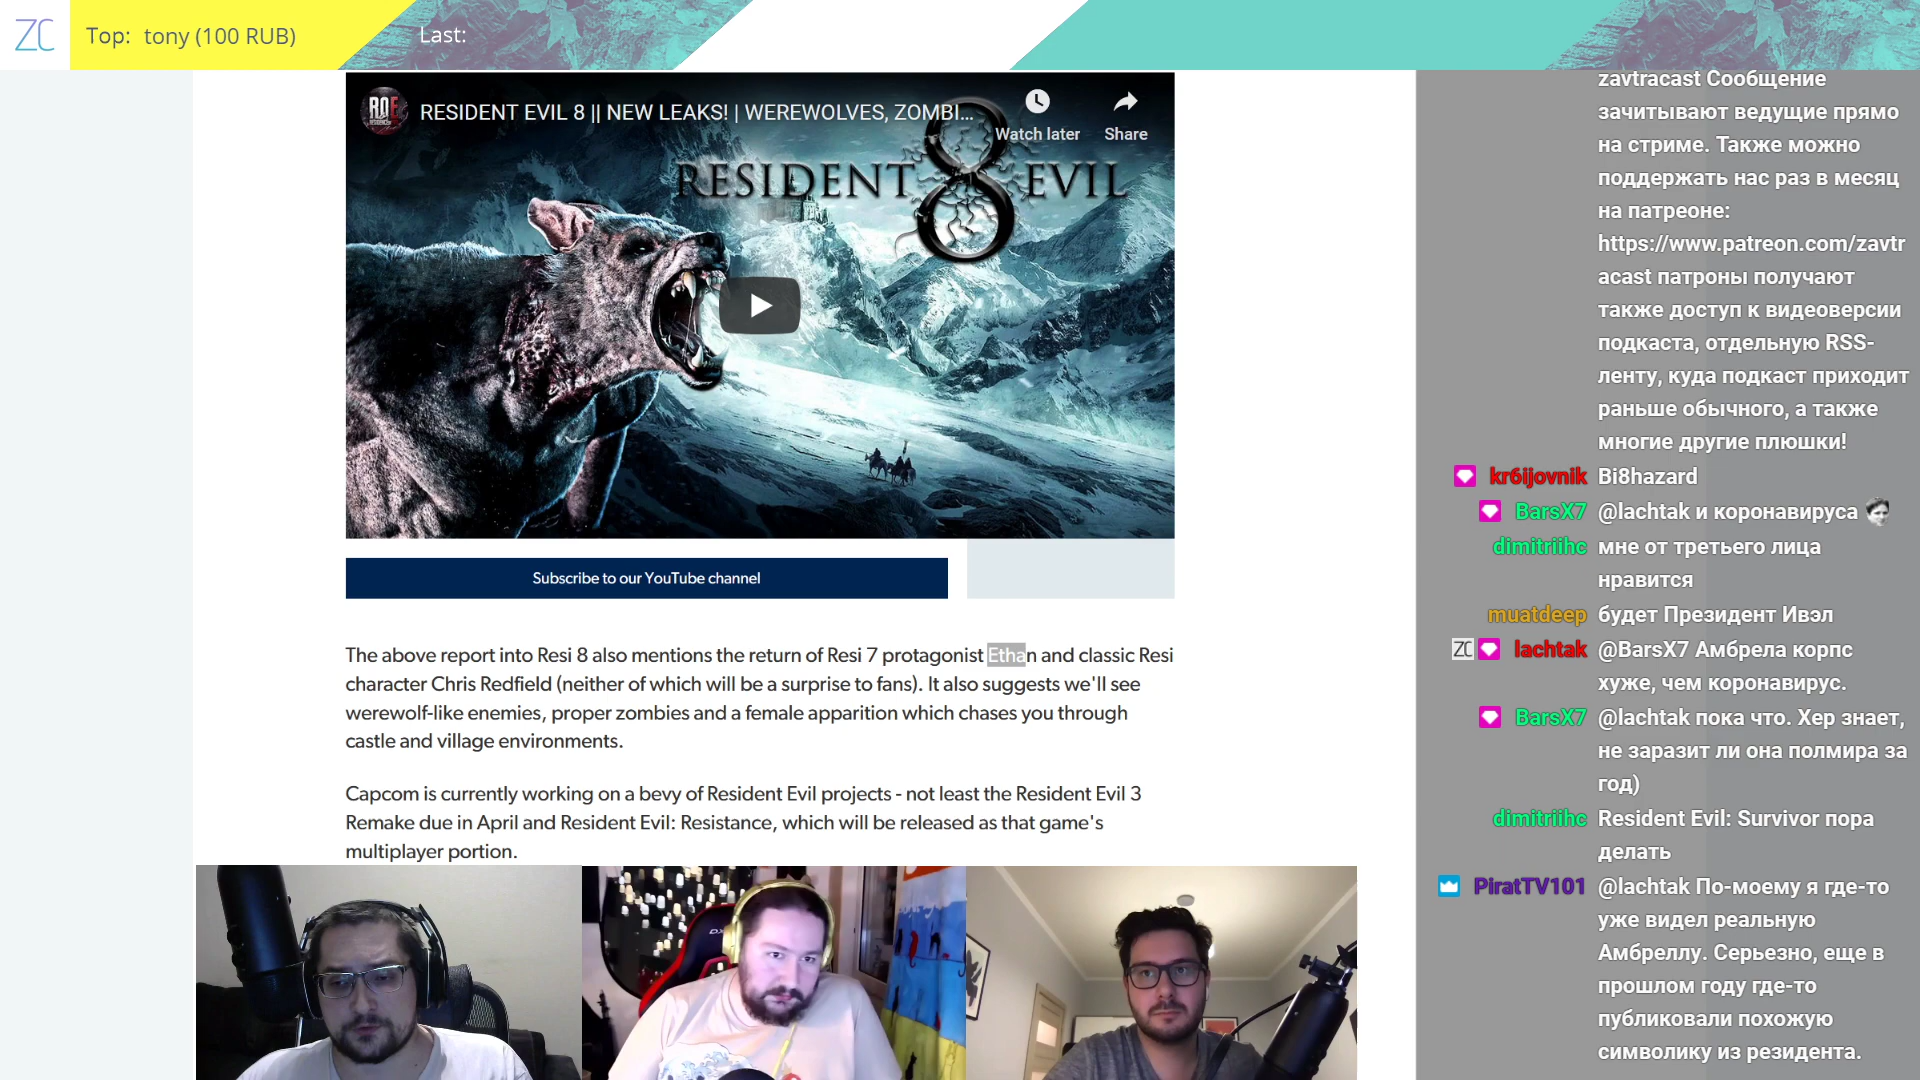 ZC
Top: tony (100 RUB)
Last:
RESIDENT EVIL 8 || NEW LEAKS! | WEREWOLVES, ZOMBI...
Watch later
Share
RESIDENT 8 EVIL
Subscribe to our YouTube channel
The above report into Resi 8 also mentions the return of Resi 7 protagonist Ethan and classic Resi
character Chris Redfield (neither of which will be a surprise to fans). It also suggests we'll see
werewolf-like enemies, proper zombies and a female apparition which chases you through
castle and village environments.
Capcom is currently working on a bevy of Resident Evil projects - not least the Resident Evil 3
Remake due in April and Resident Evil: Resistance, which will be released as that game's
multiplayer portion.
zavtracast Сообщение
зачитывают ведущие прямо
на стриме. Также можно
поддержать нас раз в месяц
на патреоне:
https://www.patreon.com/zavtr
acast патроны получают
также доступ к видеоверсии
подкаста, отдельную RSS-
ленту, куда подкаст приходит
раньше обычного, а также
многие другие плюшки!
kr6ijovnik Bi8hazard
BarsX7 @lachtak и коронавируса
dimitriihc мне от третьего лица
нравится
muatdeep будет Президент Ивэл
ZC lachtak @BarsX7 Амбрела корпс
хуже, чем коронавирус.
BarsX7 @lachtak пока что. Хер знает,
не заразит ли она полмира за
год)
dimitriihc Resident Evil: Survivor пора
делать
PiratTV101 @lachtak По-моему я где-то
уже видел реальную
Амбреллу. Серьезно, еще в
прошлом году где-то
публиковали похожую
символику из резидента.